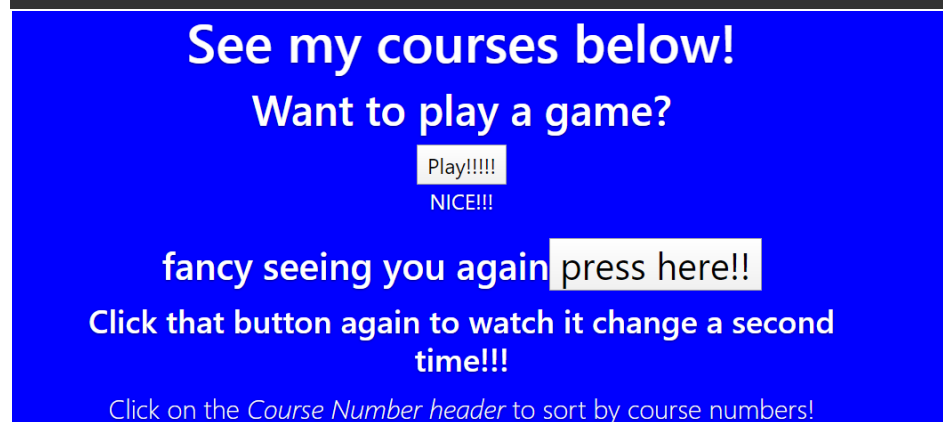 See my courses below!
Want to play a game?
Play!!!!!
NICE!!!
fancy seeing you again press here!!
Click that button again to watch it change a second
time!!!
Click on the Course Number header to sort by course numbers!